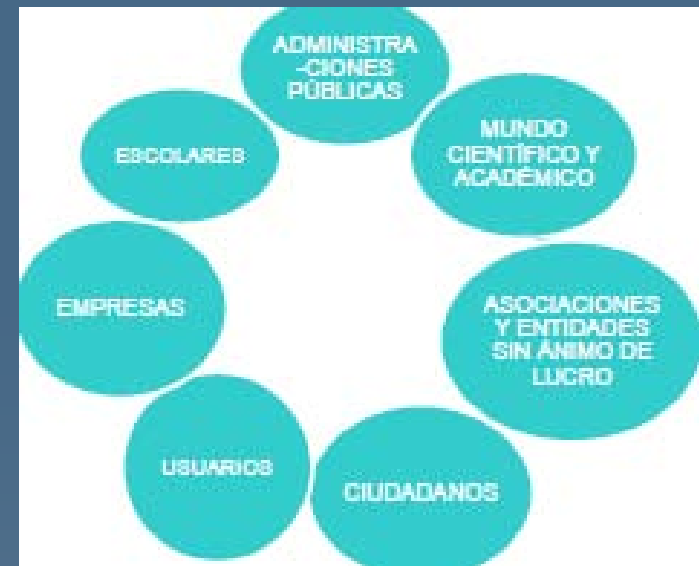 ADMINISTRA
-CIONES
PÚBLICAS
MUNDO
CIENTÍFICO Y
ACADÉMICO
ASOCIACIONES
Y ENTIDADES
SIN ÁNIMO DE
LUCRO
CIUDADANOS
USUARIOS
EMPRESAS
ESCOLARES